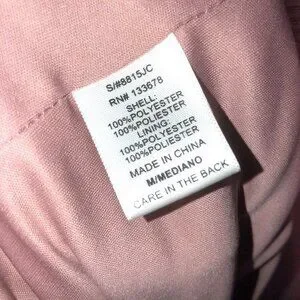 S/#8815JC
RN# 133678
SHELL:
100%POLYESTER
100%POLIESTER
LINING:
100%POLYESTER
100%POLIESTER
MADE IN CHINA
M/MEDIANO
CARE IN THE BACK